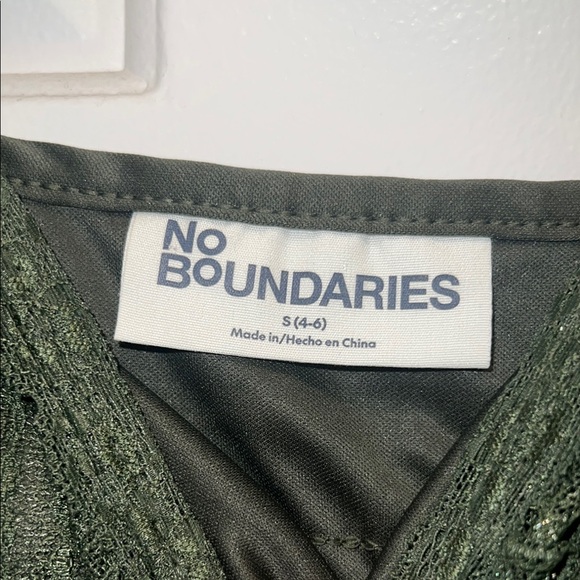 No
BoUNDARIES
S (4-6)
Made in/Hecho en China